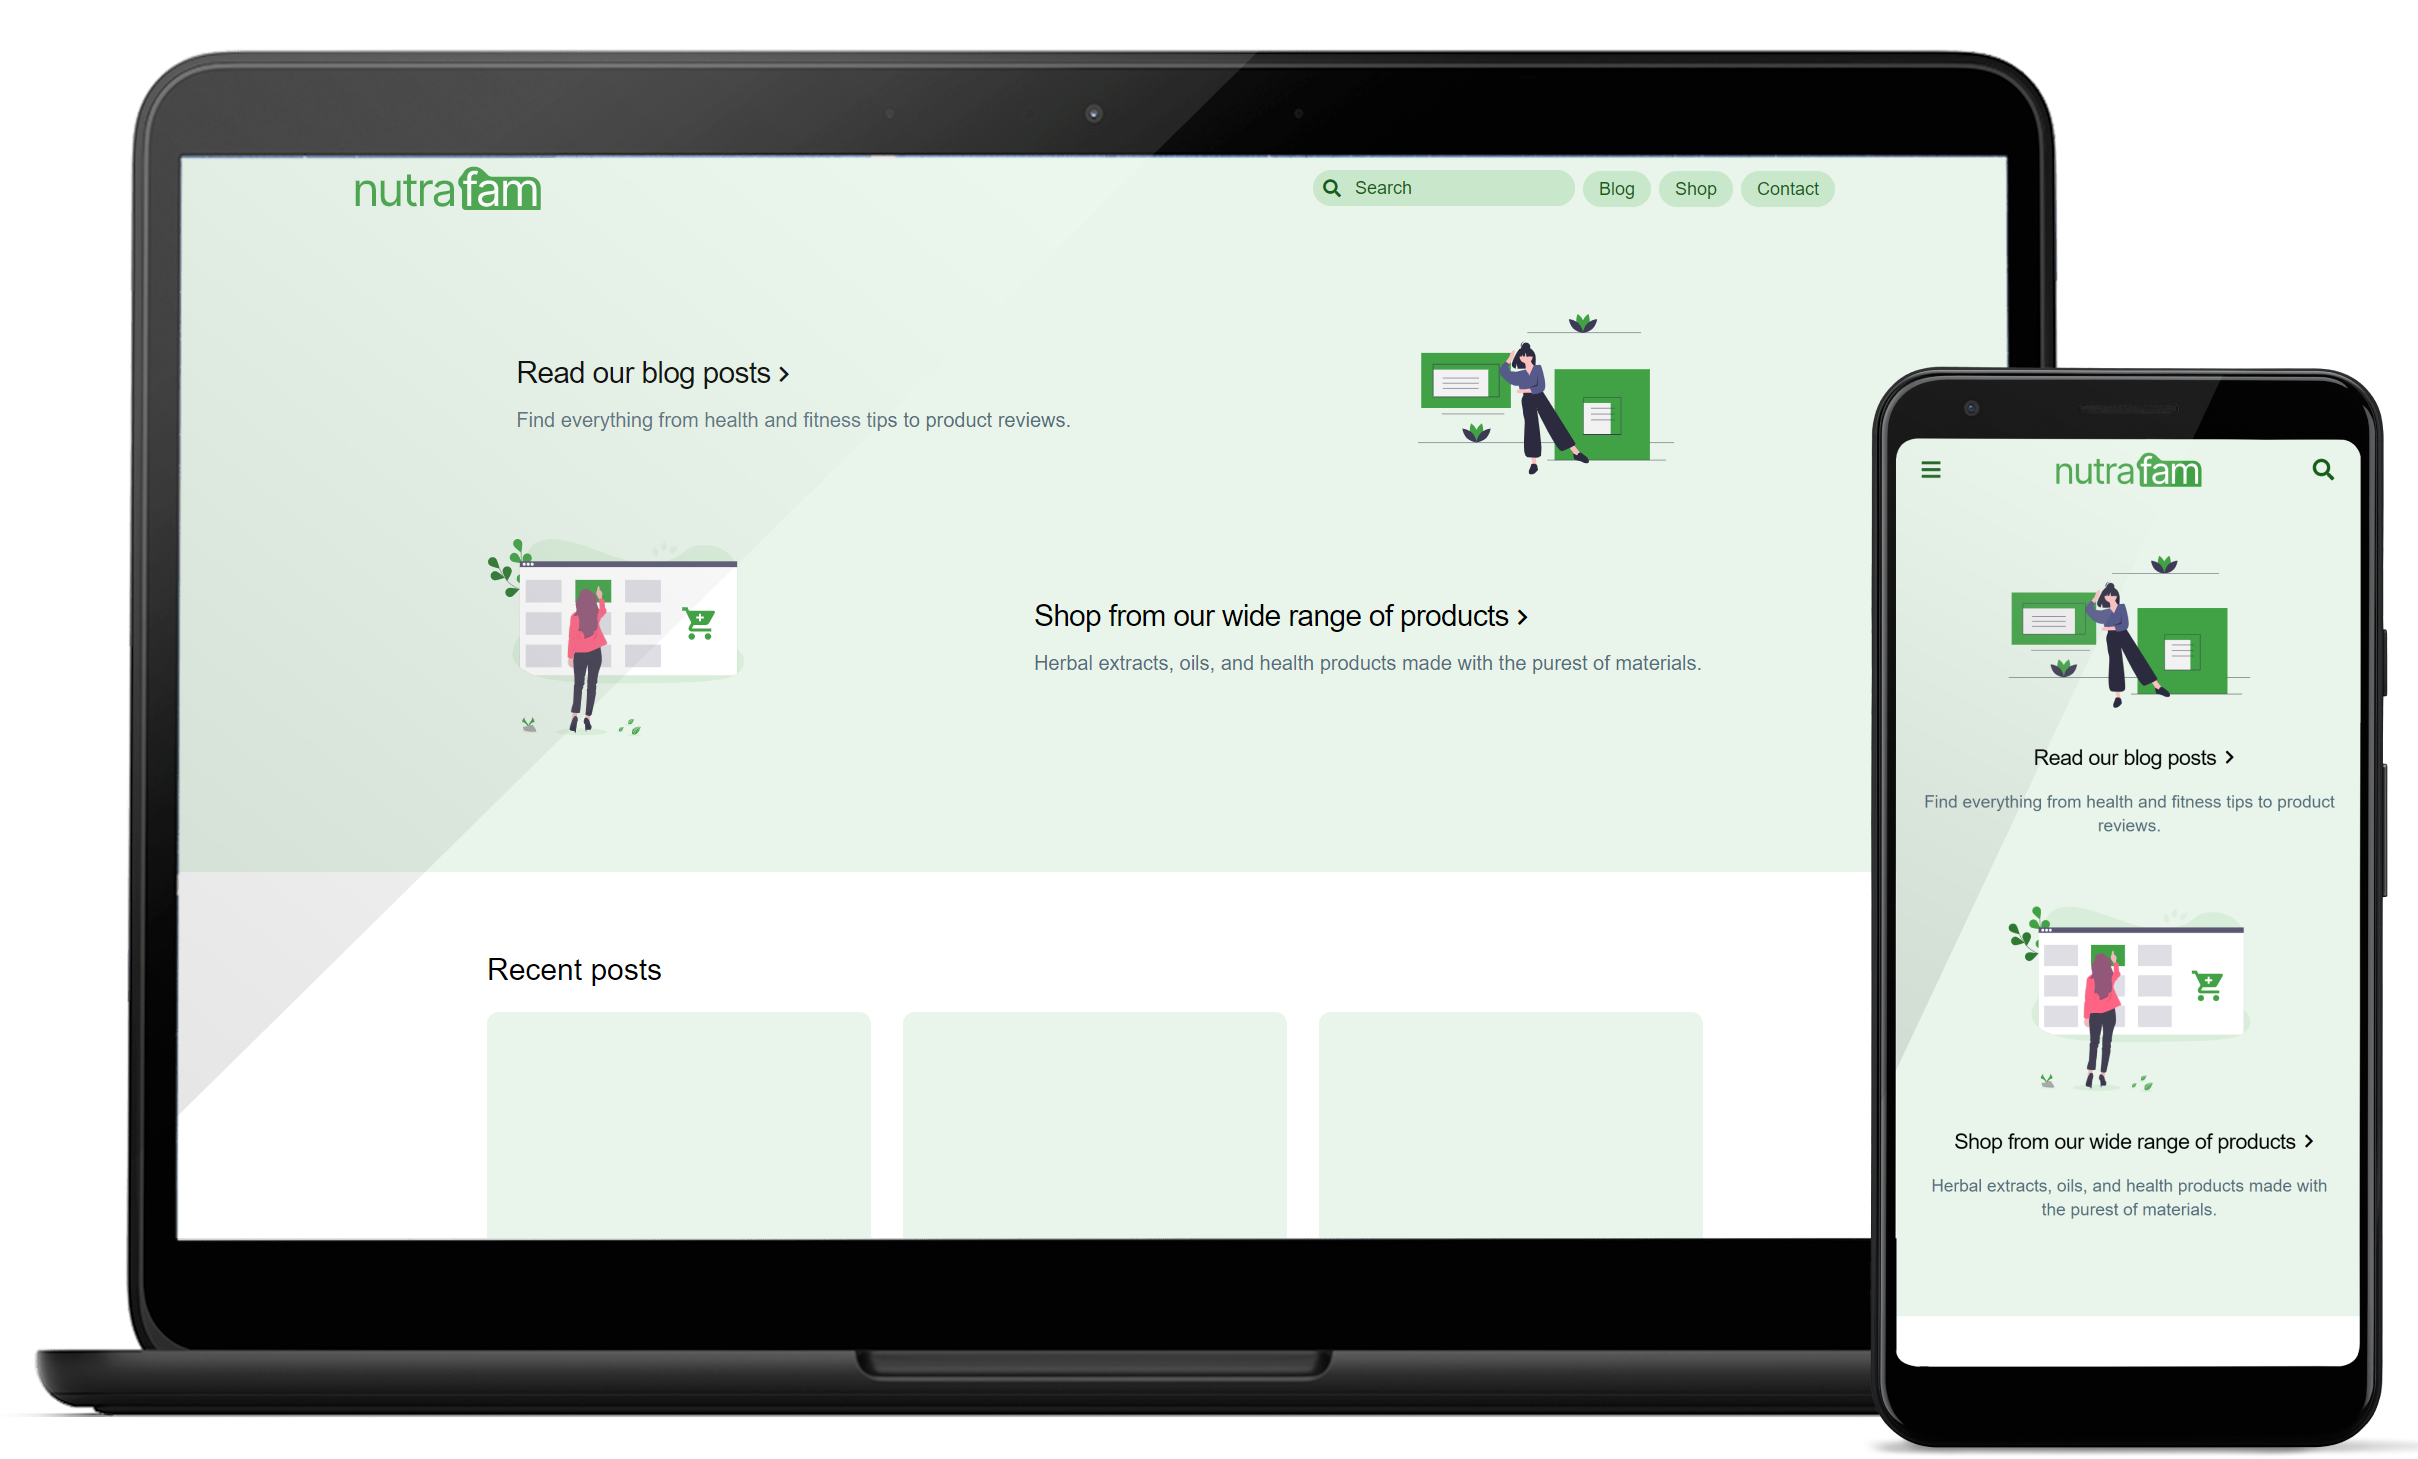 nutrafam
Search
Blog
Shop
Contact
Read our blog posts
Find everything from health and fitness tips to product reviews.
Shop from our wide range of products
Herbal extracts, oils, and health products made with the purest of materials.
Recent posts
nutrafam
Read our blog posts
Find everything from health and fitness tips to product
reviews.
Shop from our wide range of products
Herbal extracts, oils, and health products made with
the purest of materials.